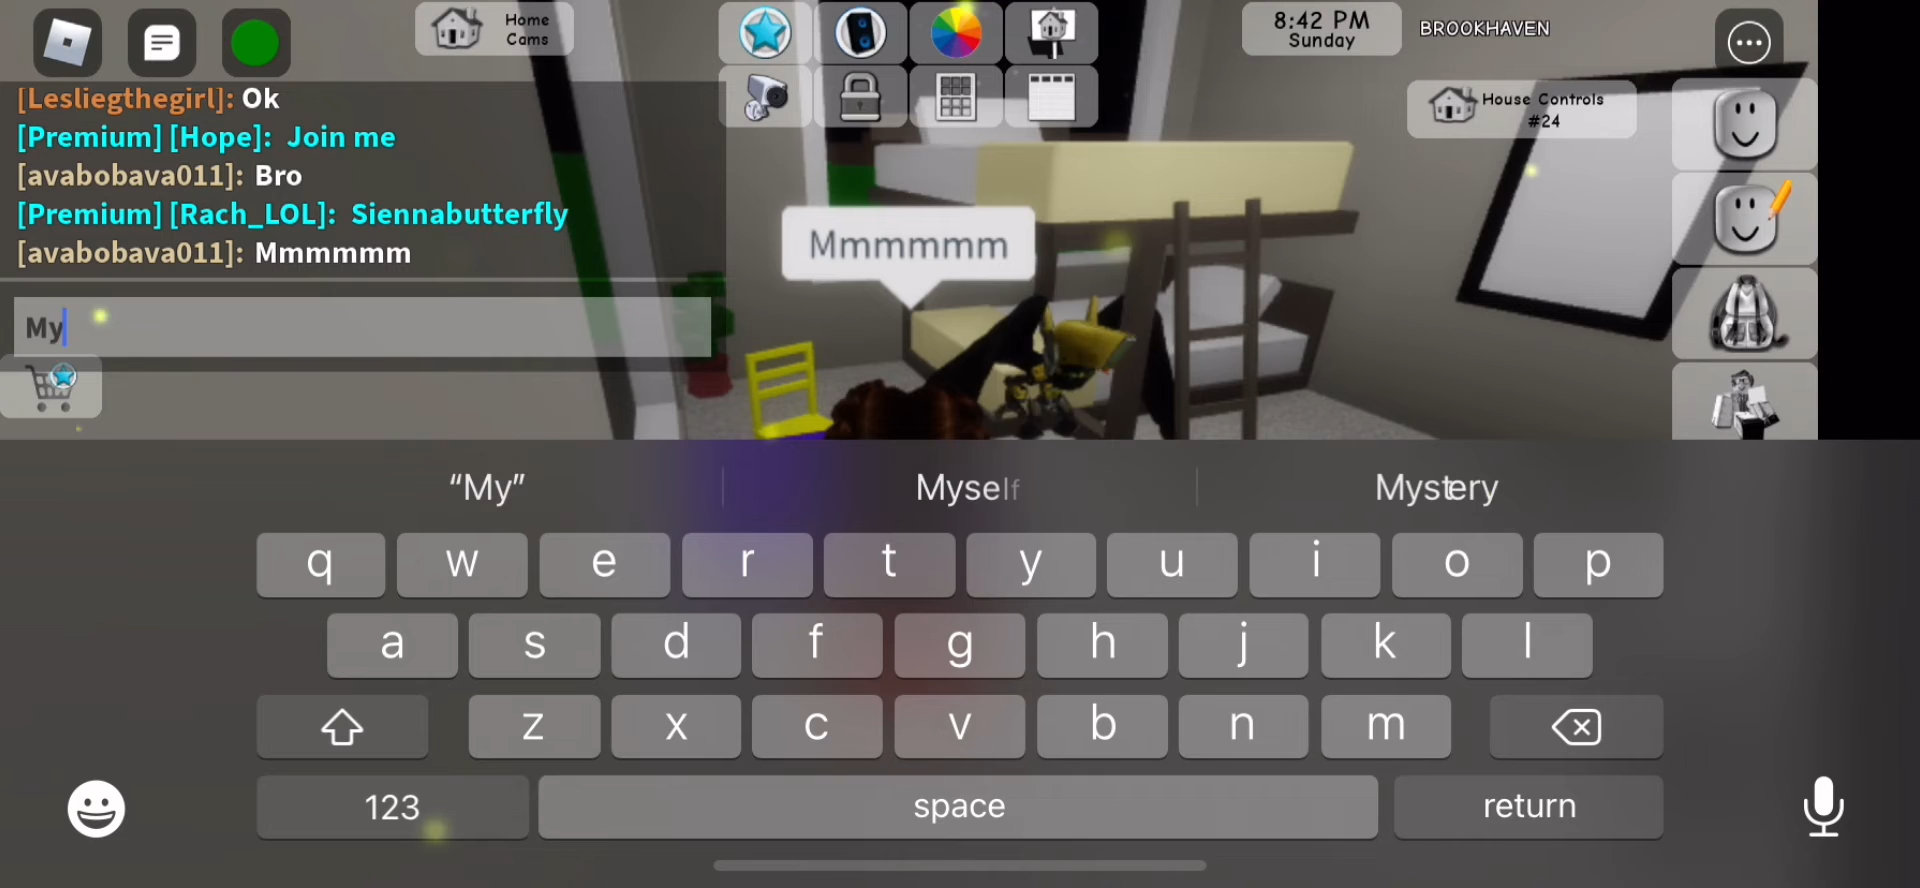 Home
Cams
8:42 PM
Sunday
BROOKHAVEN
House Controls
#24
[Lesliegthegirl]: Ok
[Premium] [Hope]: Join me
[avabobava011]: Bro
[Premium] [Rach_LOL]: Siennabutterfly
[avabobava011]: Mmmmmm
Mmmmmm
My
“My” Myself Mystery
q w e r t y u i o p
a s d f g h j k l
z x c v b n m
123 space return